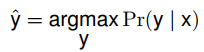 ŷ = argmax Pr(y | x)
y